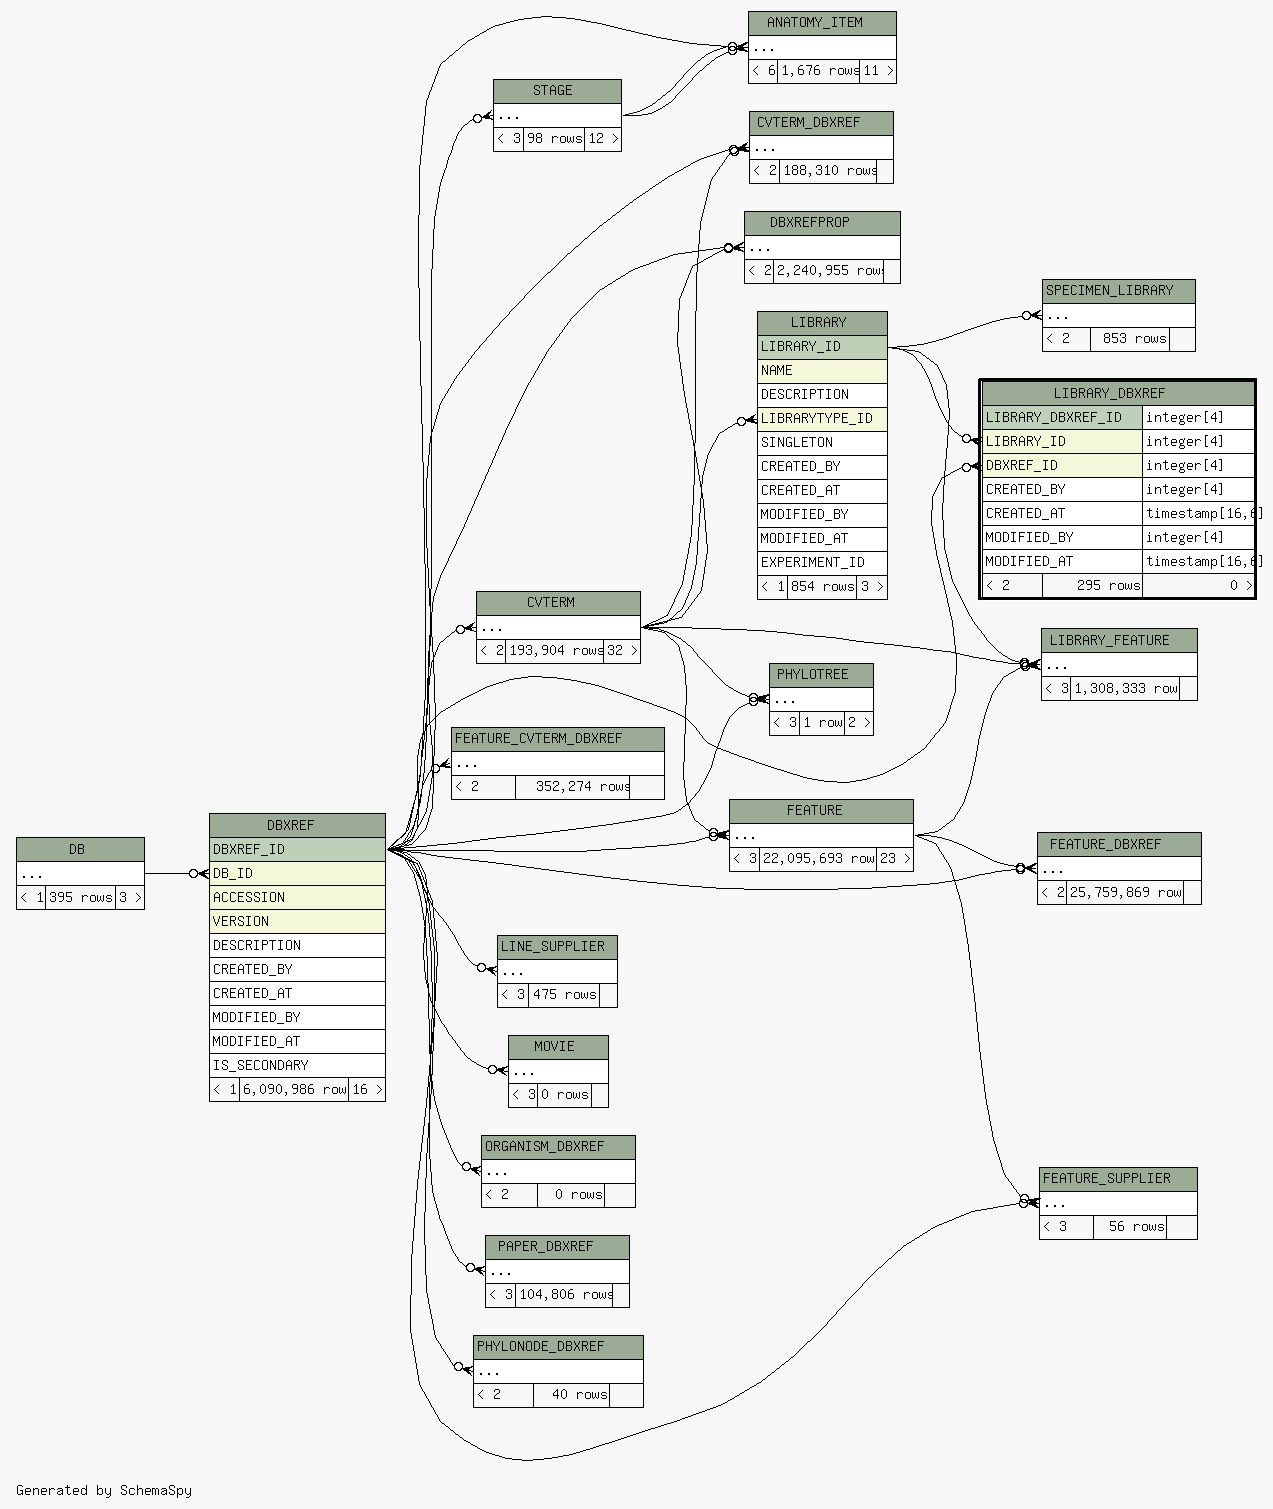 ANATOMY_ITEM
...
< 6 1,676 rows 11 >
STAGE
...
< 3 98 rows 12 >
CVTERM_DBXREF
...
< 2 188,310 rows
DBXREFPROP
...
< 2 2,240,955 rows
SPECIMEN_LIBRARY
...
< 2 853 rows
LIBRARY
LIBRARY_ID
NAME
DESCRIPTION
LIBRARYTYPE_ID
SINGLETON
CREATED_BY
CREATED_AT
MODIFIED_BY
MODIFIED_AT
EXPERIMENT_ID
< 1 854 rows 3 >
LIBRARY_DBXREF
LIBRARY_DBXREF_ID integer[4]
LIBRARY_ID integer[4]
DBXREF_ID integer[4]
CREATED_BY integer[4]
CREATED_AT timestamp[16,6]
MODIFIED_BY integer[4]
MODIFIED_AT timestamp[16,6]
< 2 295 rows 0 >
CVTERM
...
< 2 193,904 rows 32 >
LIBRARY_FEATURE
...
< 3 1,308,333 row
PHYLOTREE
...
< 3 1 row 2 >
FEATURE_CVTERM_DBXREF
...
< 2 352,274 rows
FEATURE
...
< 3 22,095,693 row 23 >
FEATURE_DBXREF
...
< 2 25,759,869 row
DB
...
< 1 395 rows 3 >
DBXREF
DBXREF_ID
DB_ID
ACCESSION
VERSION
DESCRIPTION
CREATED_BY
CREATED_AT
MODIFIED_BY
MODIFIED_AT
IS_SECONDARY
< 1 6,090,986 row 16 >
LINE_SUPPLIER
...
< 3 475 rows
MOVIE
...
< 3 0 rows
ORGANISM_DBXREF
...
< 2 0 rows
FEATURE_SUPPLIER
...
< 3 56 rows
PAPER_DBXREF
...
< 3 104,806 rows
PHYLONODE_DBXREF
...
< 2 40 rows
Generated by SchemaSpy